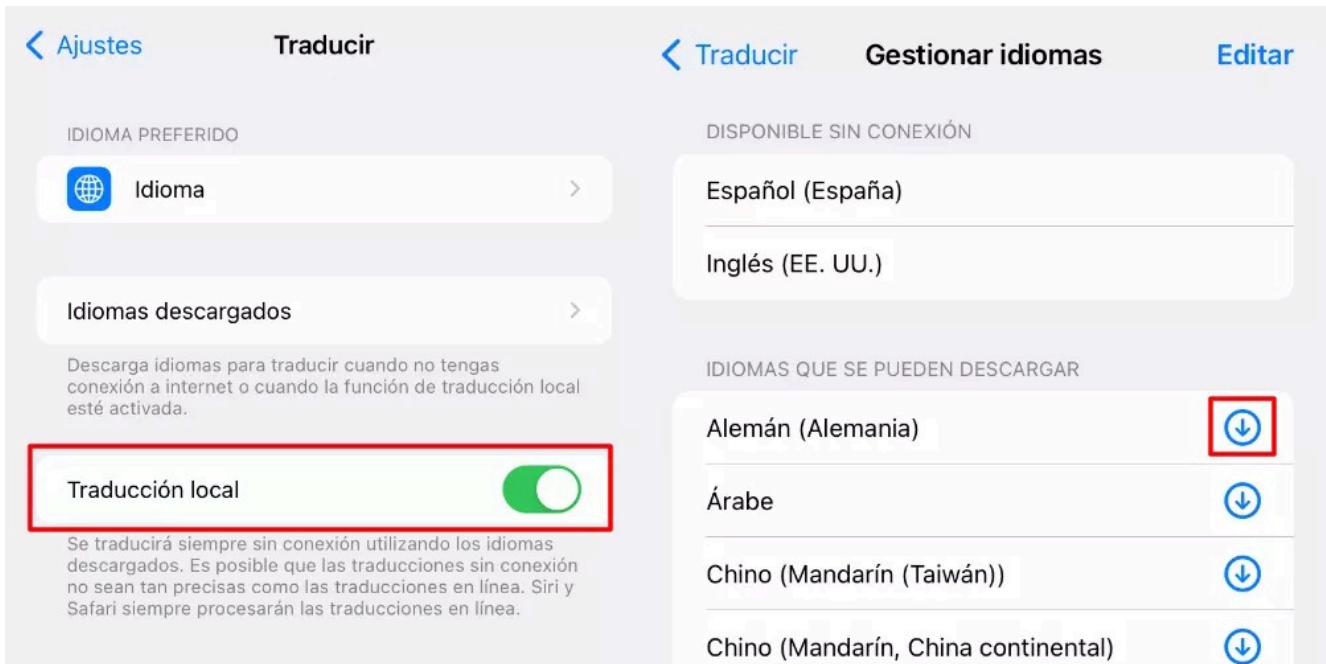 Ajustes
Traducir
IDIOMA PREFERIDO
Idioma
Idiomas descargados
Descarga idiomas para traducir cuando no tengas
conexión a internet o cuando la función de traducción local
esté activada.
Traducción local
Se traducirá siempre sin conexión utilizando los idiomas
descargados. Es posible que las traducciones sin conexión
no sean tan precisas como las traducciones en línea. Siri y
Safari siempre procesarán las traducciones en línea.
Traducir
Gestionar idiomas
Editar
DISPONIBLE SIN CONEXIÓN
Español (España)
Inglés (EE. UU.)
IDIOMAS QUE SE PUEDEN DESCARGAR
Alemán (Alemania)
Árabe
Chino (Mandarín (Taiwán))
Chino (Mandarín, China continental)